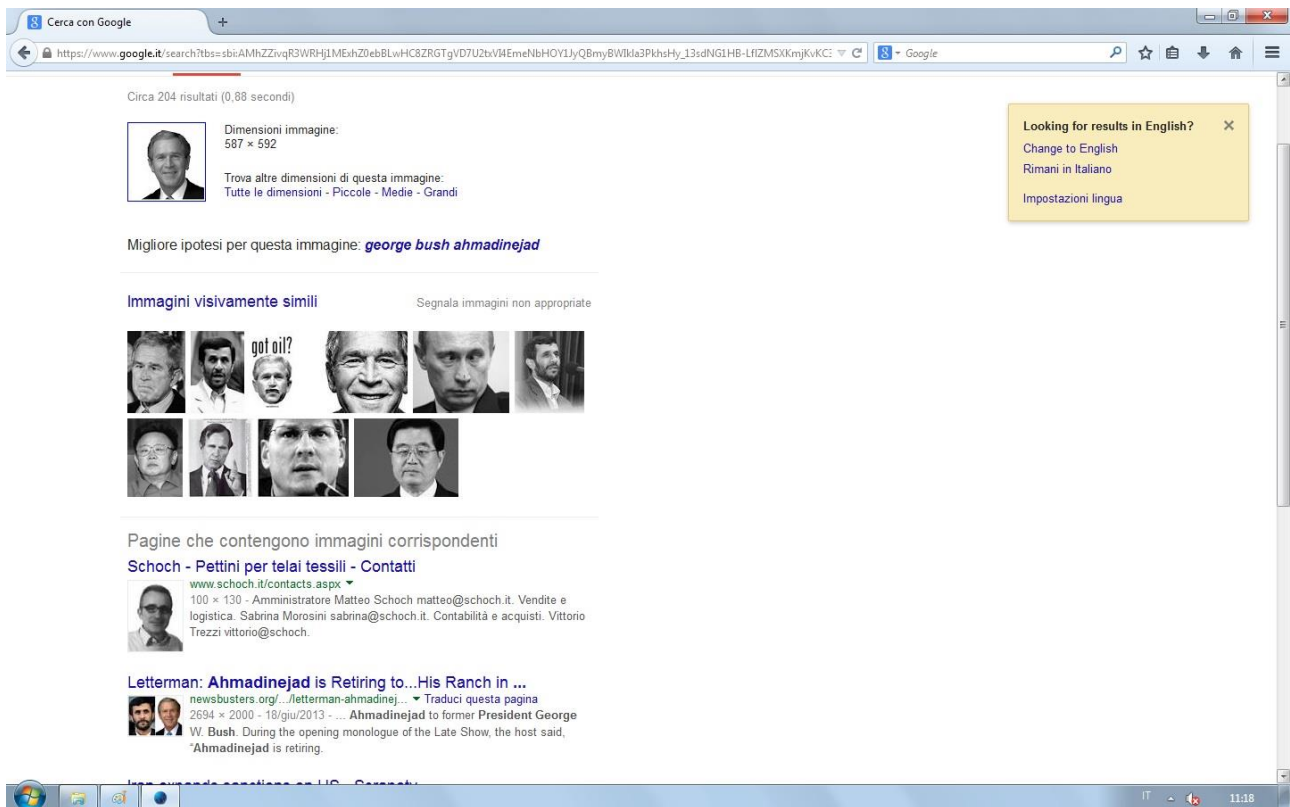 Cerca con Google
https://www.google.it/search?tbs=sbi:AMhZZivqR3WRHj1MExhZ0ebBLwHC8ZRGTgVD7U2txVI4EmeNbHOY1JyQBmyBWIkIa3PkhsHy_13sdNG1HB-LfIZMSXKmjKvKC:
Google
Circa 204 risultati (0,88 secondi)
Dimensioni immagine:
587 × 592
Trova altre dimensioni di questa immagine:
Tutte le dimensioni - Piccole - Medie - Grandi
Looking for results in English?
Change to English
Rimani in Italiano
Impostazioni lingua
Migliore ipotesi per questa immagine: george bush ahmadinejad
Immagini visivamente simili
Segnala immagini non appropriate
got oil?
Pagine che contengono immagini corrispondenti
Schoch - Pettini per telai tessili - Contatti
www.schoch.it/contacts.aspx
100 × 130 - Amministratore Matteo Schoch matteo@schoch.it. Vendite e
logistica. Sabrina Morosini sabrina@schoch.it. Contabilità e acquisti. Vittorio
Trezzi vittorio@schoch.
Letterman: Ahmadinejad is Retiring to...His Ranch in ...
newsbusters.org/.../letterman-ahmadinej... Traduci questa pagina
2694 × 2000 - 18/giu/2013 - ... Ahmadinejad to former President George
W. Bush. During the opening monologue of the Late Show, the host said,
"Ahmadinejad is retiring.
IT
11:18